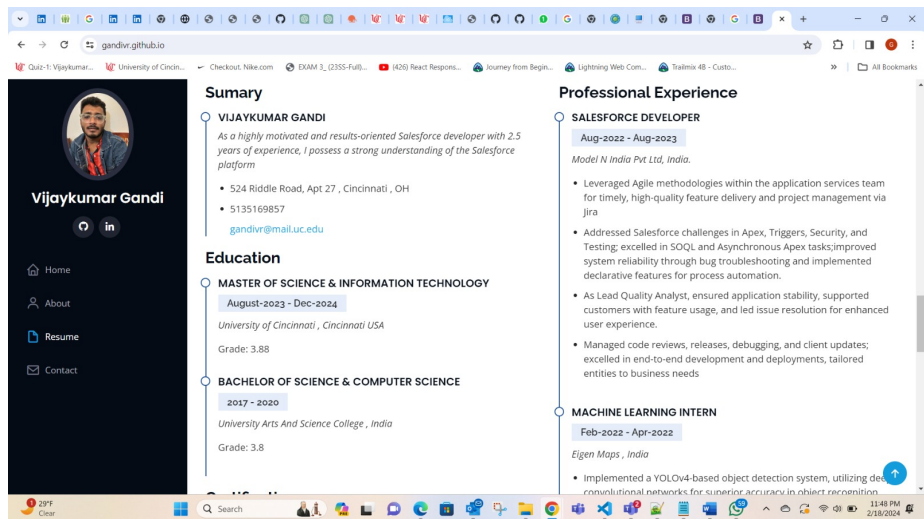 gandivr.github.io
Quiz-1: Vijaykumar...
University of Cincin...
Checkout. Nike.com
EXAM 3_ (23SS-Full)...
(426) React Respons...
Journey from Begin...
Lightning Web Com...
Trailmix 4B - Custo...
»
All Bookmarks
Vijaykumar Gandi
in
Home
About
Resume
Contact
Sumary
VIJAYKUMAR GANDI
As a highly motivated and results-oriented Salesforce developer with 2.5
years of experience, I possess a strong understanding of the Salesforce
platform
• 524 Riddle Road, Apt 27 , Cincinnati , OH
• 5135169857
gandivr@mail.uc.edu
Education
MASTER OF SCIENCE & INFORMATION TECHNOLOGY
August-2023 - Dec-2024
University of Cincinnati , Cincinnati USA
Grade: 3.88
BACHELOR OF SCIENCE & COMPUTER SCIENCE
2017 - 2020
University Arts And Science College , India
Grade: 3.8
Professional Experience
SALESFORCE DEVELOPER
Aug-2022 - Aug-2023
Model N India Pvt Ltd, India.
• Leveraged Agile methodologies within the application services team
for timely, high-quality feature delivery and project management via
Jira
• Addressed Salesforce challenges in Apex, Triggers, Security, and
Testing; excelled in SOQL and Asynchronous Apex tasks;improved
system reliability through bug troubleshooting and implemented
declarative features for process automation.
• As Lead Quality Analyst, ensured application stability, supported
customers with feature usage, and led issue resolution for enhanced
user experience.
• Managed code reviews, releases, debugging, and client updates;
excelled in end-to-end development and deployments, tailored
entities to business needs
MACHINE LEARNING INTERN
Feb-2022 - Apr-2022
Eigen Maps , India
• Implemented a YOLOv4-based object detection system, utilizing
convolutional networks for superior accuracy in object recognition
29°F
Clear
Search
11:48 PM
2/18/2024